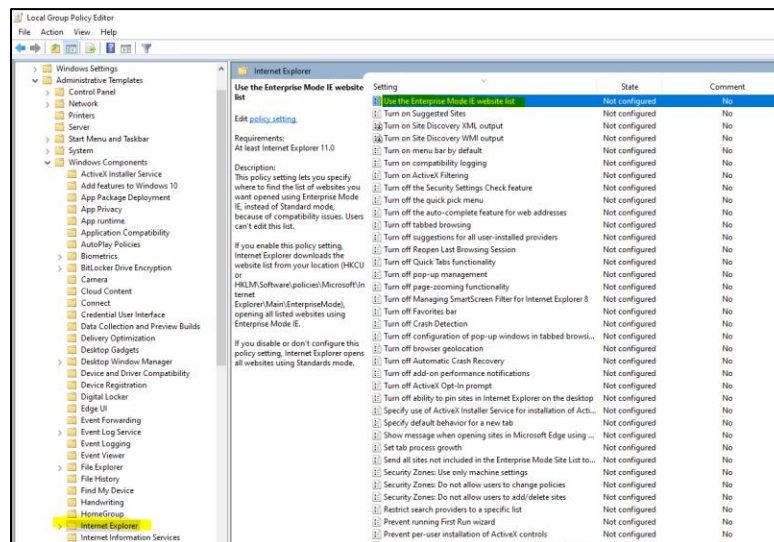 Local Group Policy Editor
File Action View Help
Windows Settings
Administrative Templates
Control Panel
Network
Printers
Server
Start Menu and Taskbar
System
Windows Components
ActiveX Installer Service
Add features to Windows 10
App Package Deployment
App Privacy
App runtime
Application Compatibility
AutoPlay Policies
Biometrics
BitLocker Drive Encryption
Camera
Cloud Content
Connect
Credential User Interface
Data Collection and Preview Builds
Delivery Optimization
Desktop Gadgets
Desktop Window Manager
Device and Driver Compatibility
Device Registration
Digital Locker
Edge UI
Event Forwarding
Event Log Service
Event Logging
Event Viewer
File Explorer
File History
Find My Device
Handwriting
HomeGroup
Internet Explorer
Internet Information Services
Internet Explorer
Use the Enterprise Mode IE website
list
Edit policy setting
Requirements:
At least Internet Explorer 11.0
Description:
This policy setting lets you specify
where to find the list of websites you
want opened using Enterprise Mode
IE, instead of Standard mode,
because of compatibility issues. Users
can't edit this list.
If you enable this policy setting,
Internet Explorer downloads the
website list from your location (HKCU
or
HKLM\Software\policies\Microsoft\In
ternet
Explorer\Main\EnterpriseMode),
opening all listed websites using
Enterprise Mode IE.
If you disable or don't configure this
policy setting, Internet Explorer opens
all websites using Standards mode.
Setting State Comment
Use the Enterprise Mode IE website list Not configured No
Turn on Suggested Sites Not configured No
Turn on Site Discovery XML output Not configured No
Turn on Site Discovery WMI output Not configured No
Turn on menu bar by default Not configured No
Turn on compatibility logging Not configured No
Turn on ActiveX Filtering Not configured No
Turn off the Security Settings Check feature Not configured No
Turn off the quick pick menu Not configured No
Turn off the auto-complete feature for web addresses Not configured No
Turn off tabbed browsing Not configured No
Turn off suggestions for all user-installed providers Not configured No
Turn off Reopen Last Browsing Session Not configured No
Turn off Quick Tabs functionality Not configured No
Turn off pop-up management Not configured No
Turn off page-zooming functionality Not configured No
Turn off Managing SmartScreen Filter for Internet Explorer 8 Not configured No
Turn off Favorites bar Not configured No
Turn off Crash Detection Not configured No
Turn off configuration of pop-up windows in tabbed browsi... Not configured No
Turn off browser geolocation Not configured No
Turn off Automatic Crash Recovery Not configured No
Turn off add-on performance notifications Not configured No
Turn off ActiveX Opt-In prompt Not configured No
Turn off ability to pin sites in Internet Explorer on the desktop Not configured No
Specify use of ActiveX Installer Service for installation of Acti... Not configured No
Specify default behavior for a new tab Not configured No
Show message when opening sites in Microsoft Edge using ... Not configured No
Set tab process growth Not configured No
Send all sites not included in the Enterprise Mode Site List to... Not configured No
Security Zones: Use only machine settings Not configured No
Security Zones: Do not allow users to change policies Not configured No
Security Zones: Do not allow users to add/delete sites Not configured No
Restrict search providers to a specific list Not configured No
Prevent running First Run wizard Not configured No
Prevent per-user installation of ActiveX controls Not configured No